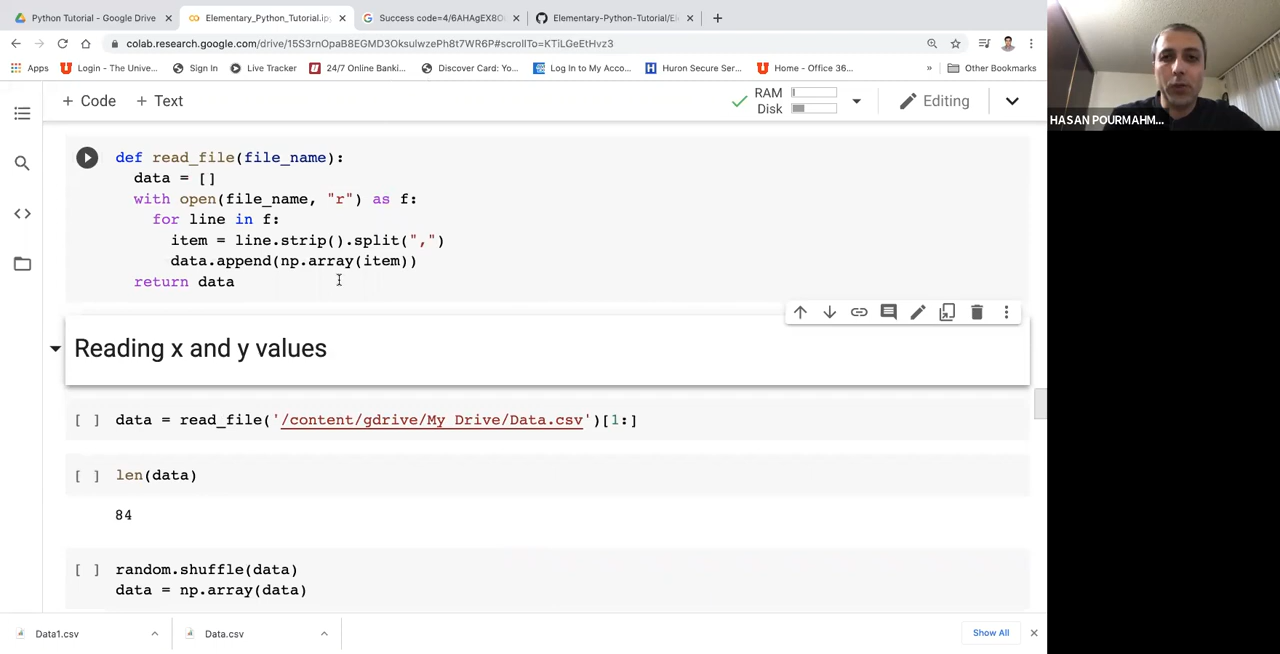 Python Tutorial - Google Drive
Elementary_Python_Tutorial.ip
Success code=4/6AHAgEX8O
Elementary-Python-Tutorial/El
colab.research.google.com/drive/15S3rnOpaB8EGMD3OksulwzePh8t7WR6P#scrollTo=KTiLGeEtHvz3
Apps
Login - The Unive...
Sign In
Live Tracker
24/7 Online Banki...
Discover - Yo...
Log In to My Acco...
Huron Secure Ser...
Home - Office 36...
»
Other Bookmarks
+ Code
+ Text
RAM
Disk
Editing
HASAN POURMAHM...
def read_file(file_name):
data = []
with open(file_name, "r") as f:
for line in f:
item = line.strip().split(",")
data.append(np.array(item))
return data
Reading x and y values
[ ] data = read_file('/content/gdrive/My Drive/Data.csv')[1:]
[ ] len(data)
84
[ ] random.shuffle(data)
data = np.array(data)
Data1.csv
Data.csv
Show All